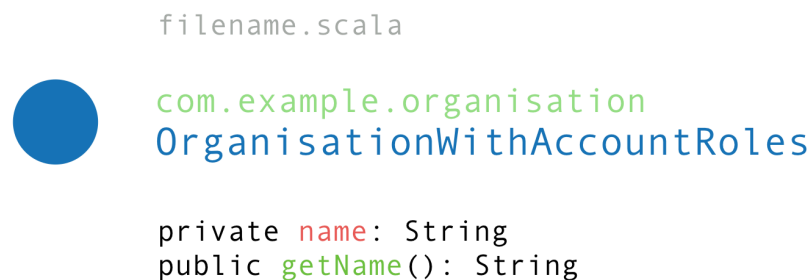 filename.scala
com.example.organisation
OrganisationWithAccountRoles
private name: String
public getName(): String